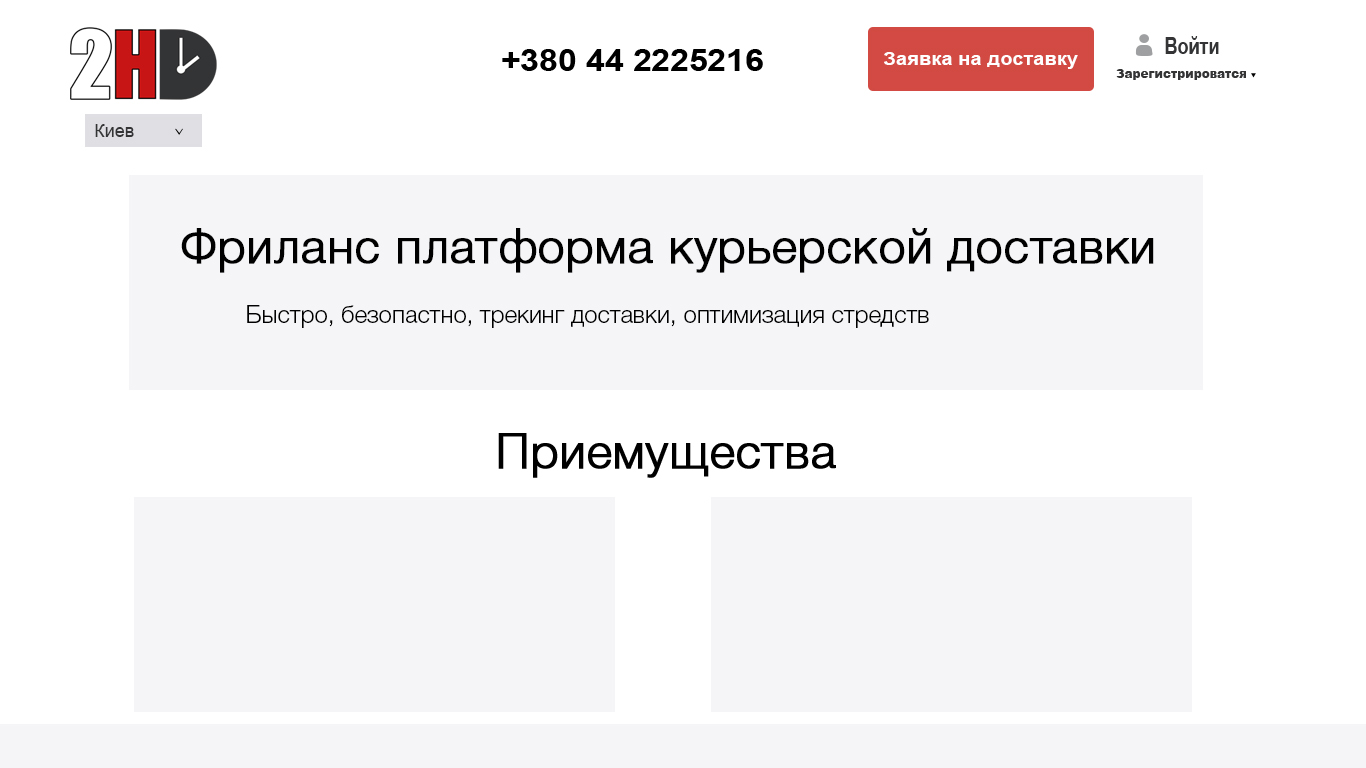 2HD
+380 44 2225216
Заявка на доставку
Войти
Зарегистрироватся ▾
Киев
Фриланс платформа курьерской доставки
Быстро, безопастно, трекинг доставки, оптимизация стредств
Приемущества